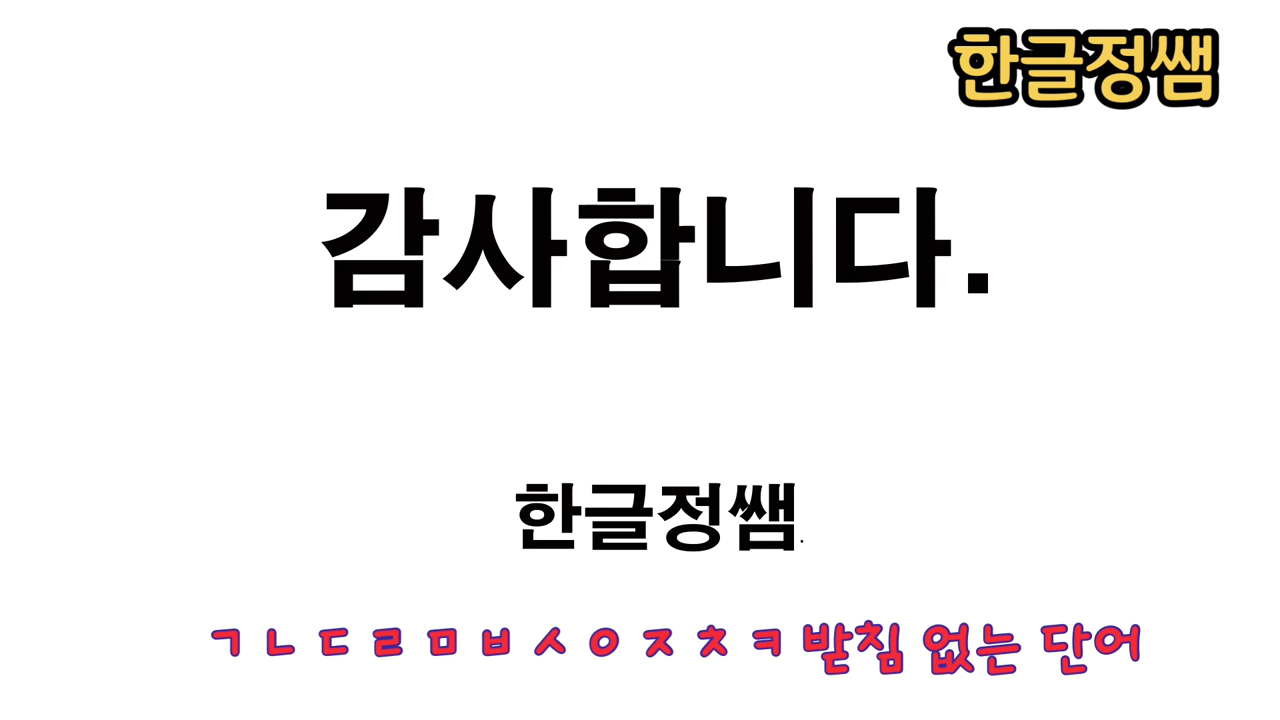 한글정쌤
감사합니다.
한글정쌤.
ㄱ ㄴ ㄷ ㄹ ㅁ ㅂ ㅅ ㅇ ㅈ ㅊ ㅋ 받침 없는 단어